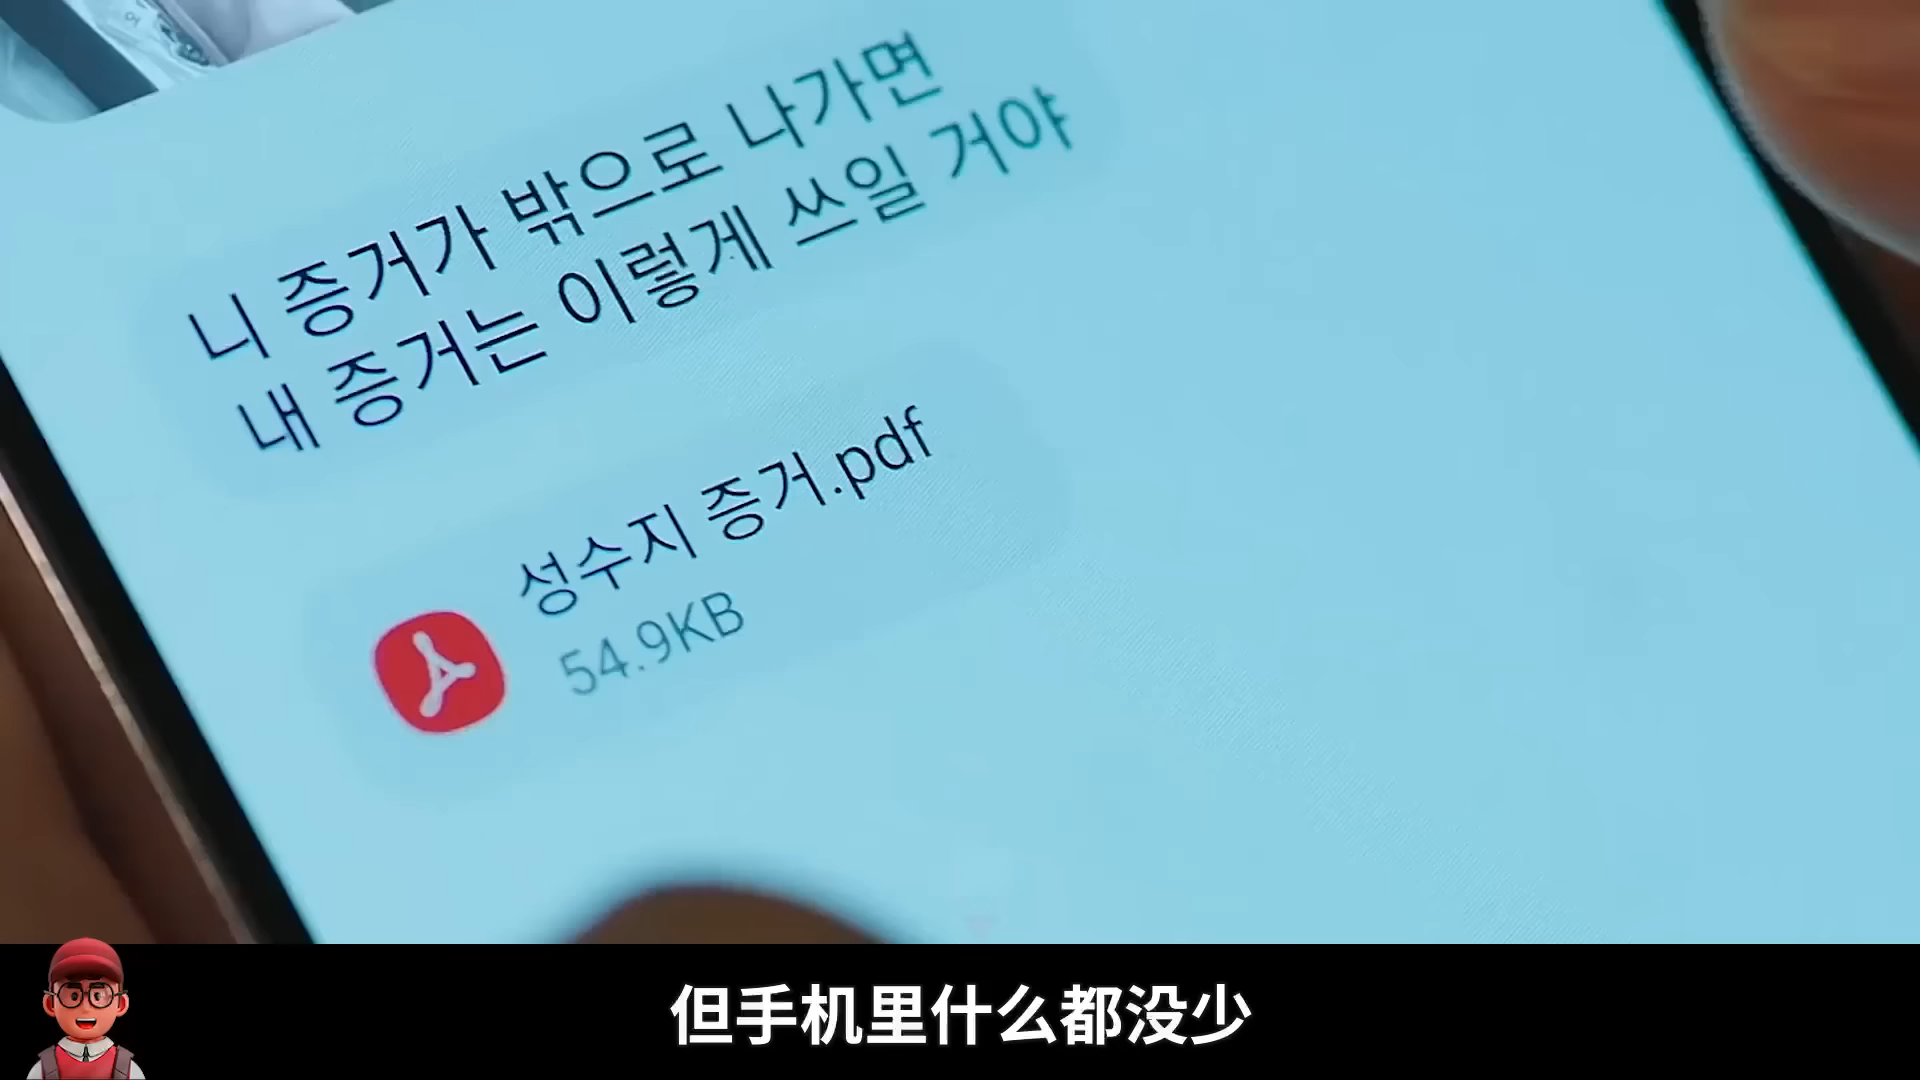 니 증거가 밖으로 나가면
내 증거는 이렇게 쓰일 거야
성수지 증거.pdf
54.9KB
但手机里什么都没少